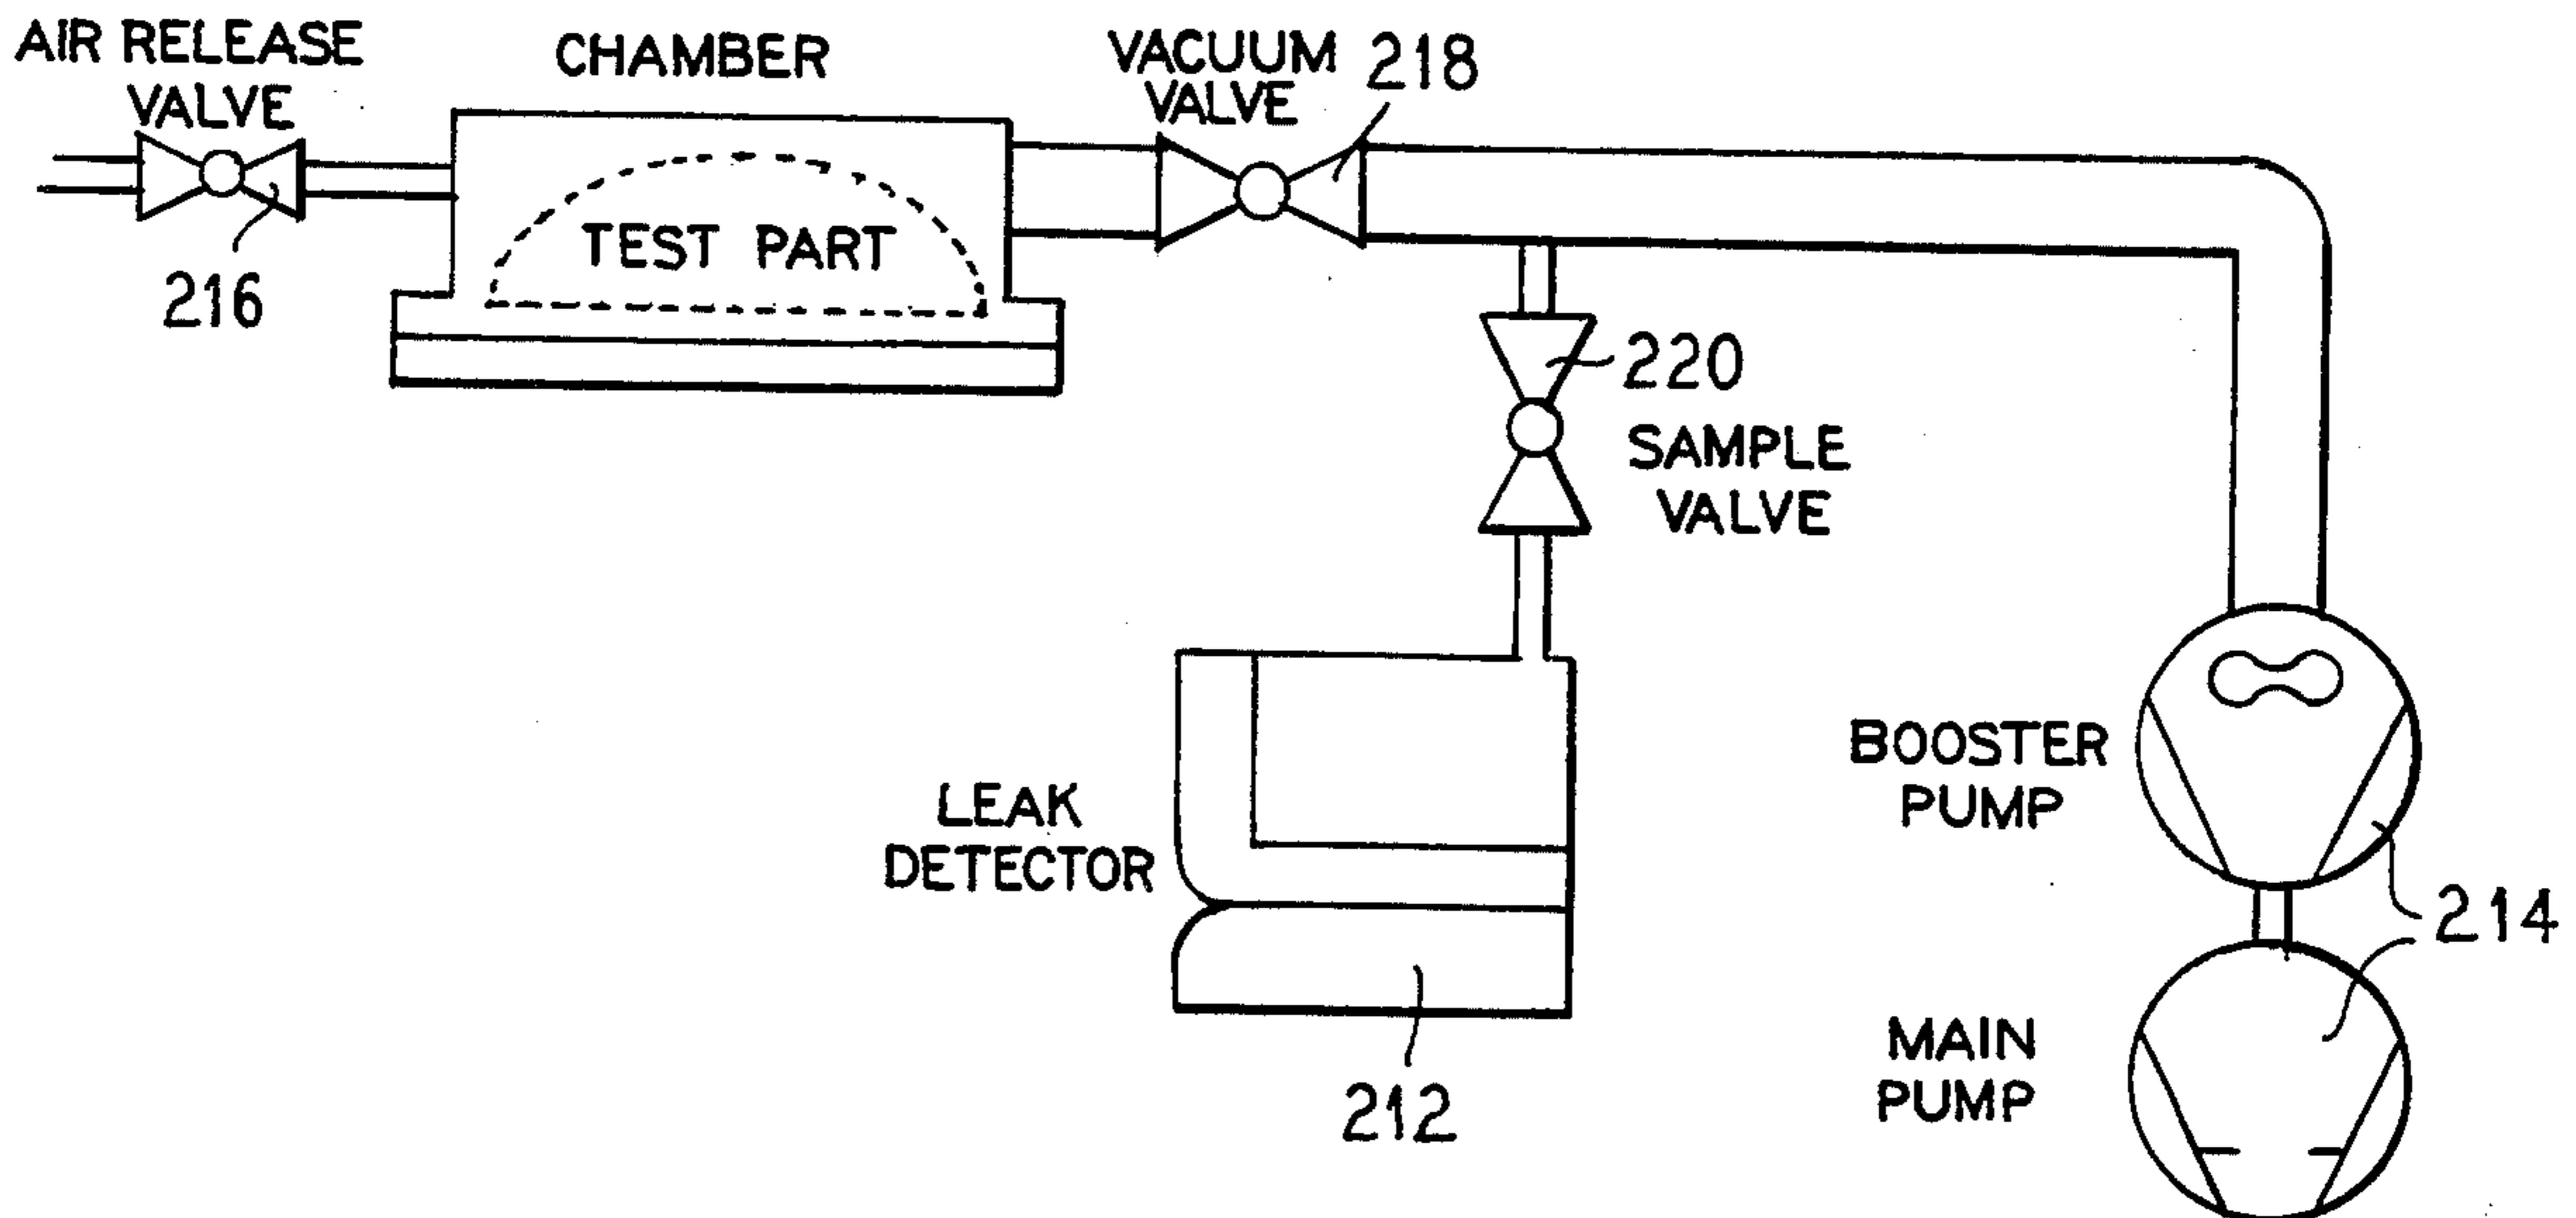 AIR RELEASE
VALVE
216
CHAMBER
TEST PART
VACUUM
VALVE
218
220
SAMPLE
VALVE
LEAK
DETECTOR
212
BOOSTER
PUMP
214
MAIN
PUMP